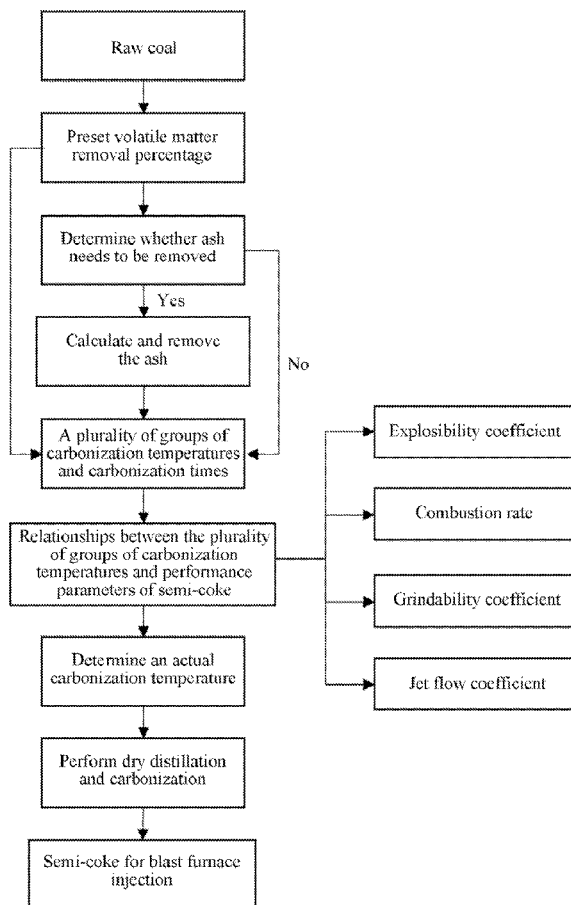 Raw coal
Preset volatile matter
removal percentage
Determine whether ash
needs to be removed
Yes
Calculate and remove
the ash
No
A plurality of groups of
carbonization temperatures
and carbonization times
Relationships between the plurality
of groups of carbonization
temperatures and performance
parameters of semi-coke
Explosibility coefficient
Combustion rate
Grindability coefficient
Jet flow coefficient
Determine an actual
carbonization temperature
Perform dry distillation
and carbonization
Semi-coke for blast furnace
injection